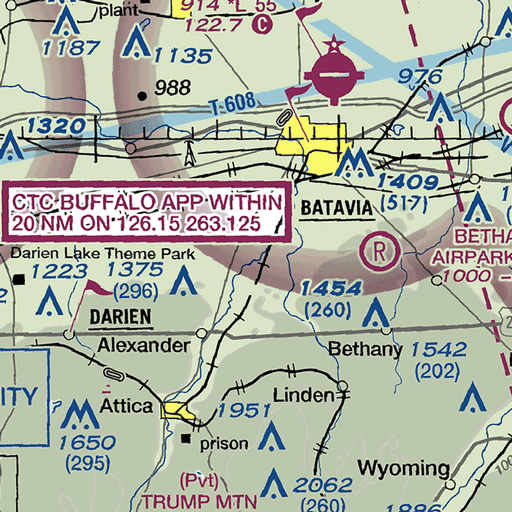 plant
914 *L 55
122.7 C
1187
1135
988
976
T-608
1320
1409
(517)
CTC BUFFALO APP WITHIN
20 NM ON 126.15 263.125
BATAVIA
R
BETHA
AIRPARK
1000 -
Darien Lake Theme Park
1223
1375
(296)
1454
(260)
2
DARIEN
Alexander
Bethany
1542
(202)
ITY
Attica
1951
Linden
1650
(295)
prison
Wyoming
(Pvt)
TRUMP MTN
2062
(260)
1886
100